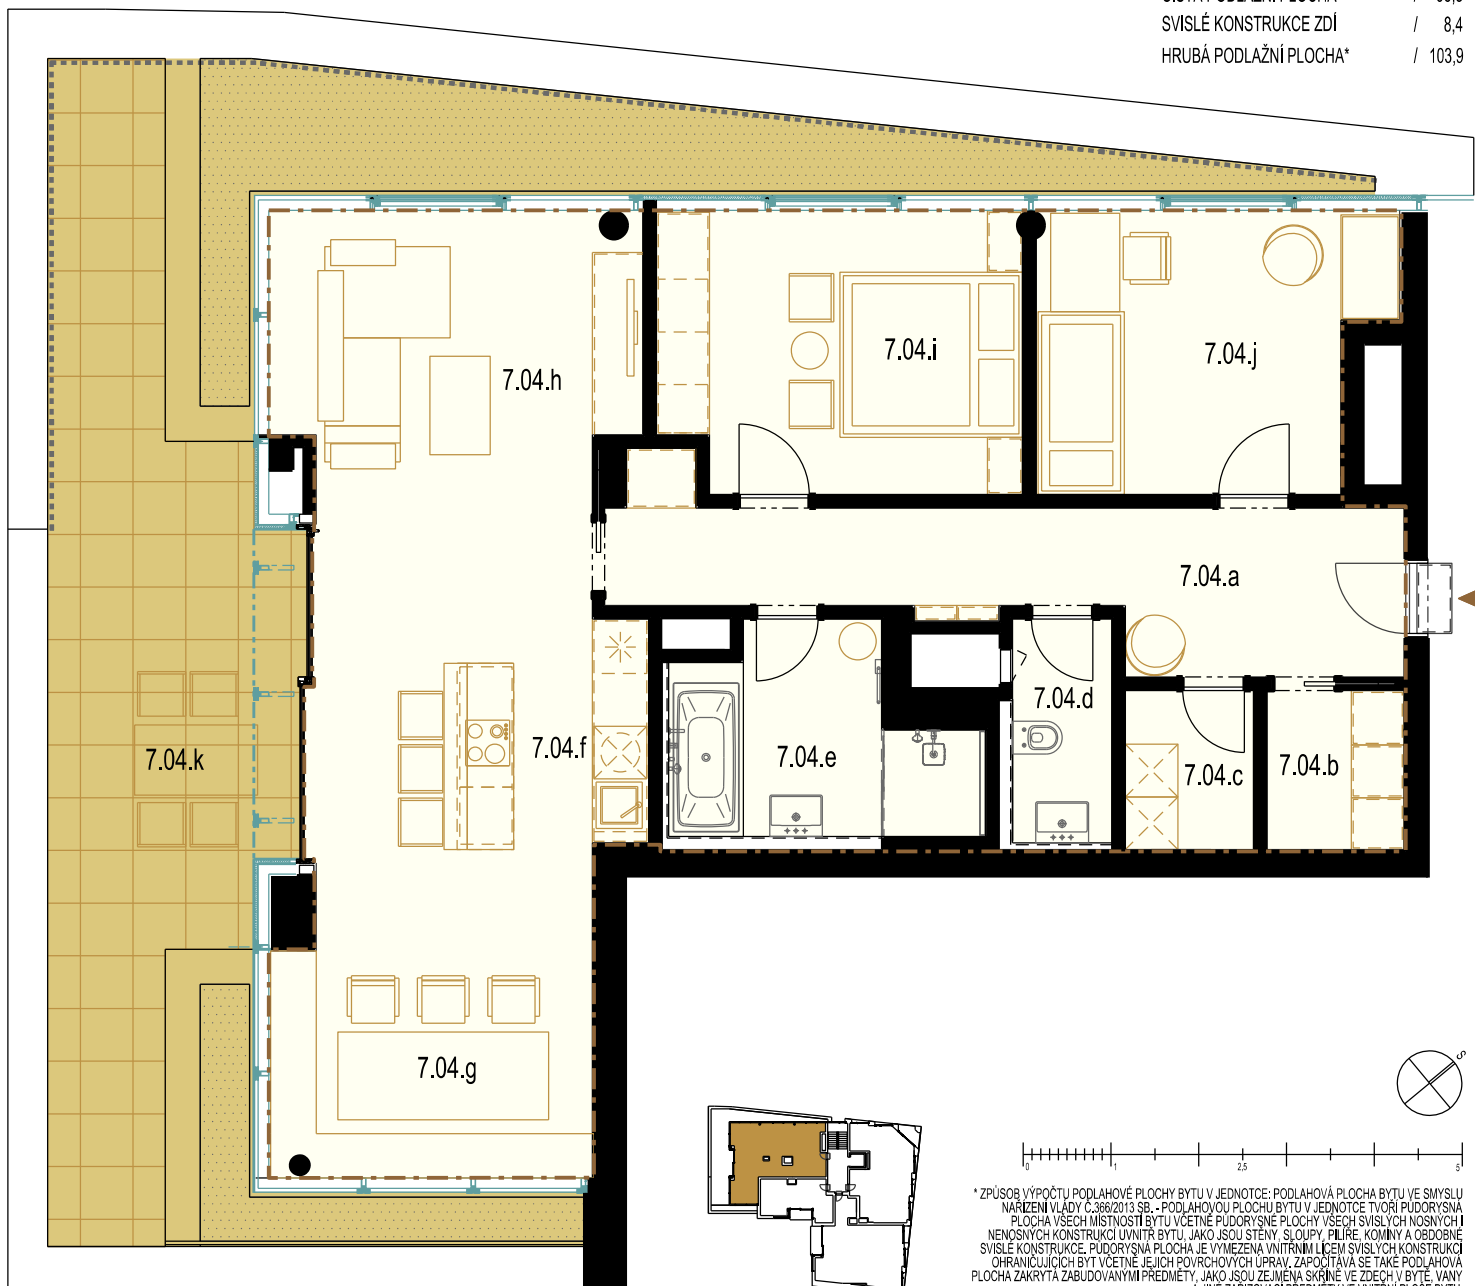 SVISLÉ KONSTRUKCE ZDÍ / 8,4
HRUBÁ PODLAŽNÍ PLOCHA* / 103,9
7.04.h
7.04.i
7.04.j
7.04.a
7.04.d
7.04.k
7.04.f
7.04.e
7.04.c
7.04.b
7.04.g
S
0 1 2,5 5
* ZPŮSOB VÝPOČTU PODLAHOVÉ PLOCHY BYTU V JEDNOTCE: PODLAHOVÁ PLOCHA BYTU VE SMYSLU
NAŘÍZENÍ VLÁDY Č.366/2013 SB. - PODLAHOVOU PLOCHU BYTU V JEDNOTCE TVOŘÍ PŮDORYSNÁ
PLOCHA VŠECH MÍSTNOSTÍ BYTU VČETNĚ PŮDORYSNÉ PLOCHY VŠECH SVISLÝCH NOSNÝCH I
NENOSNÝCH KONSTRUKCÍ UVNITŘ BYTU, JAKO JSOU STĚNY, SLOUPY, PILÍŘE, KOMÍNY A OBDOBNÉ
SVISLÉ KONSTRUKCE. PŮDORYSNÁ PLOCHA JE VYMEZENA VNITŘNÍM LÍCEM SVISLÝCH KONSTRUKCÍ
OHRANIČUJÍCÍCH BYT VČETNĚ JEJICH POVRCHOVÝCH ÚPRAV. ZAPOČÍTÁVÁ SE TAKÉ PODLAHOVÁ
PLOCHA ZAKRYTÁ ZABUDOVANÝMI PŘEDMĚTY, JAKO JSOU ZEJMÉNA SKŘÍNĚ VE ZDECH V BYTĚ, VANY